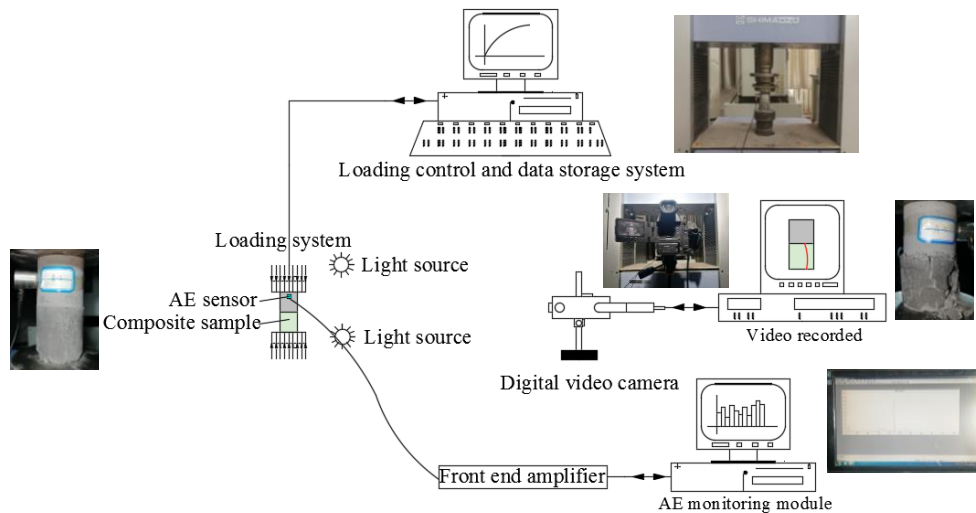 SHIMADZU
Loading control and data storage system
Loading system
Light source
AE sensor
Composite sample
Light source
Video recorded
Digital video camera
Front end amplifier
AE monitoring module